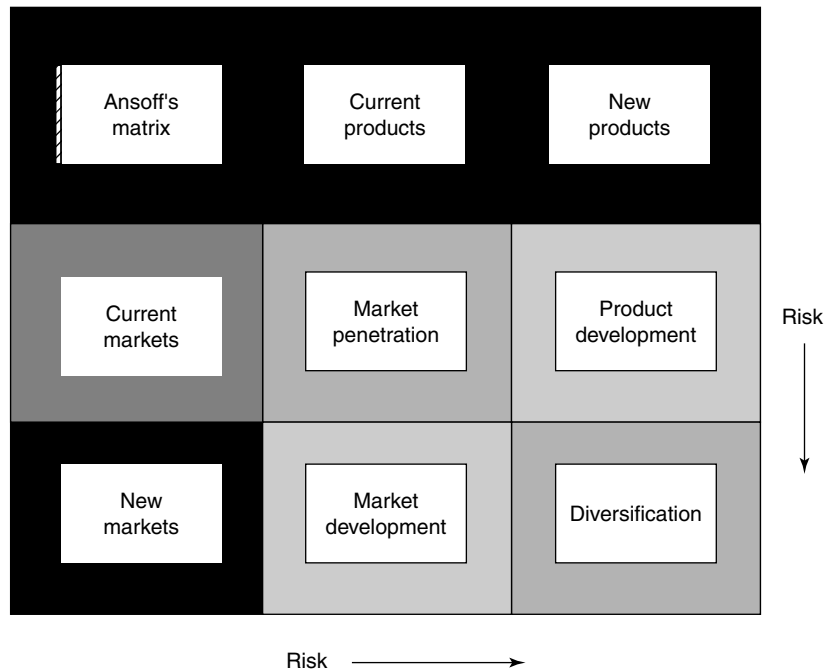 Ansoff's
matrix
Current
products
New
products
Current
markets
Market
penetration
Product
development
Risk
New
markets
Market
development
Diversification
Risk